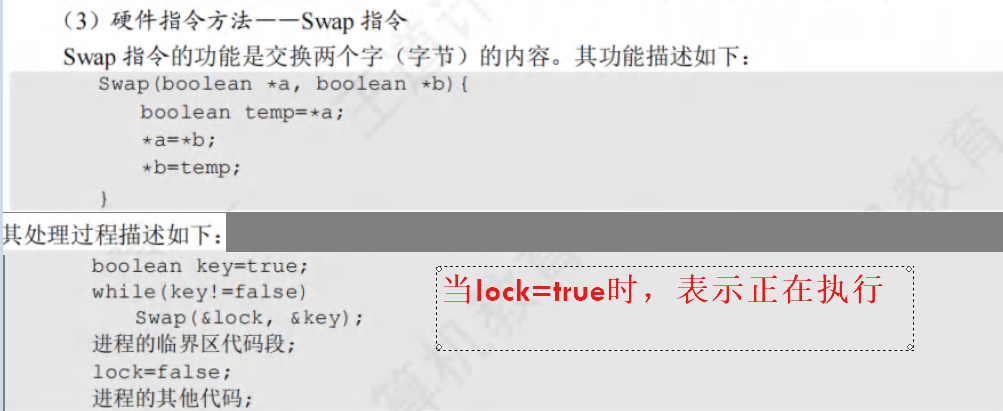 （3）硬件指令方法——Swap 指令
Swap 指令的功能是交换两个字（字节）的内容。其功能描述如下：
Swap(boolean *a, boolean *b){
boolean temp=*a;
*a=*b;
*b=temp;
}
其处理过程描述如下：
boolean key=true;
while(key!=false)
Swap(&lock, &key);
当lock=true时，表示正在执行
进程的临界区代码段;
lock=false;
进程的其他代码;